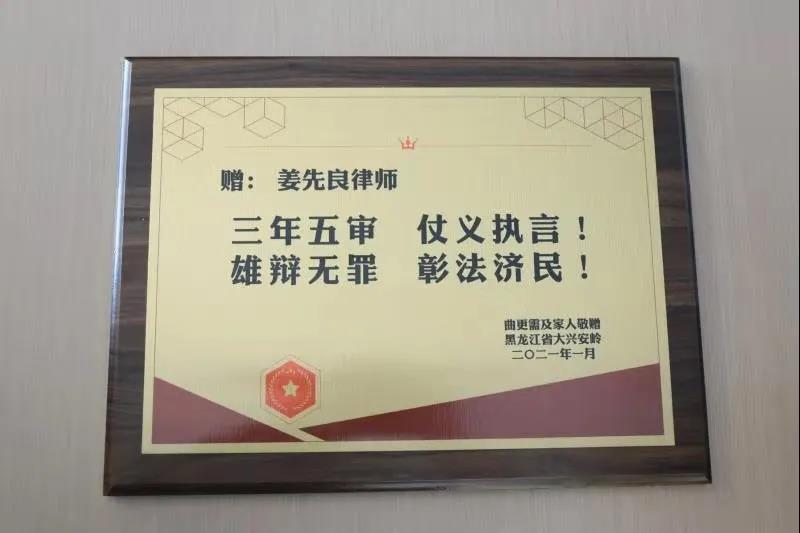 赠： 姜先良律师
三年五审 仗义执言！
雄辩无罪 彰法济民！
曲更需及家人敬赠
黑龙江省大兴安岭
二〇二一年一月